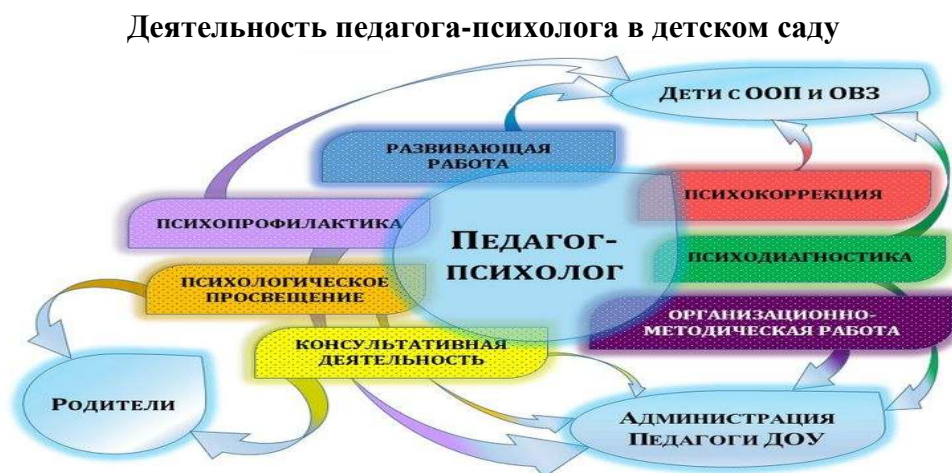 Деятельность педагога-психолога в детском саду
Дети с ООП и ОВЗ
РАЗВИВАЮЩАЯ
РАБОТА
ПСИХОКОРРЕКЦИЯ
ПСИХОПРОФИЛАКТИКА
ПЕДАГОГ-
ПСИХОЛОГ
ПСИХОДИАГНОСТИКА
ПСИХОЛОГИЧЕСКОЕ
ПРОСВЕЩЕНИЕ
ОРГАНИЗАЦИОННО-
МЕТОДИЧЕСКАЯ РАБОТА
КОНСУЛЬТАТИВНАЯ
ДЕЯТЕЛЬНОСТЬ
РОДИТЕЛИ
АДМИНИСТРАЦИЯ
ПЕДАГОГИ ДОУ